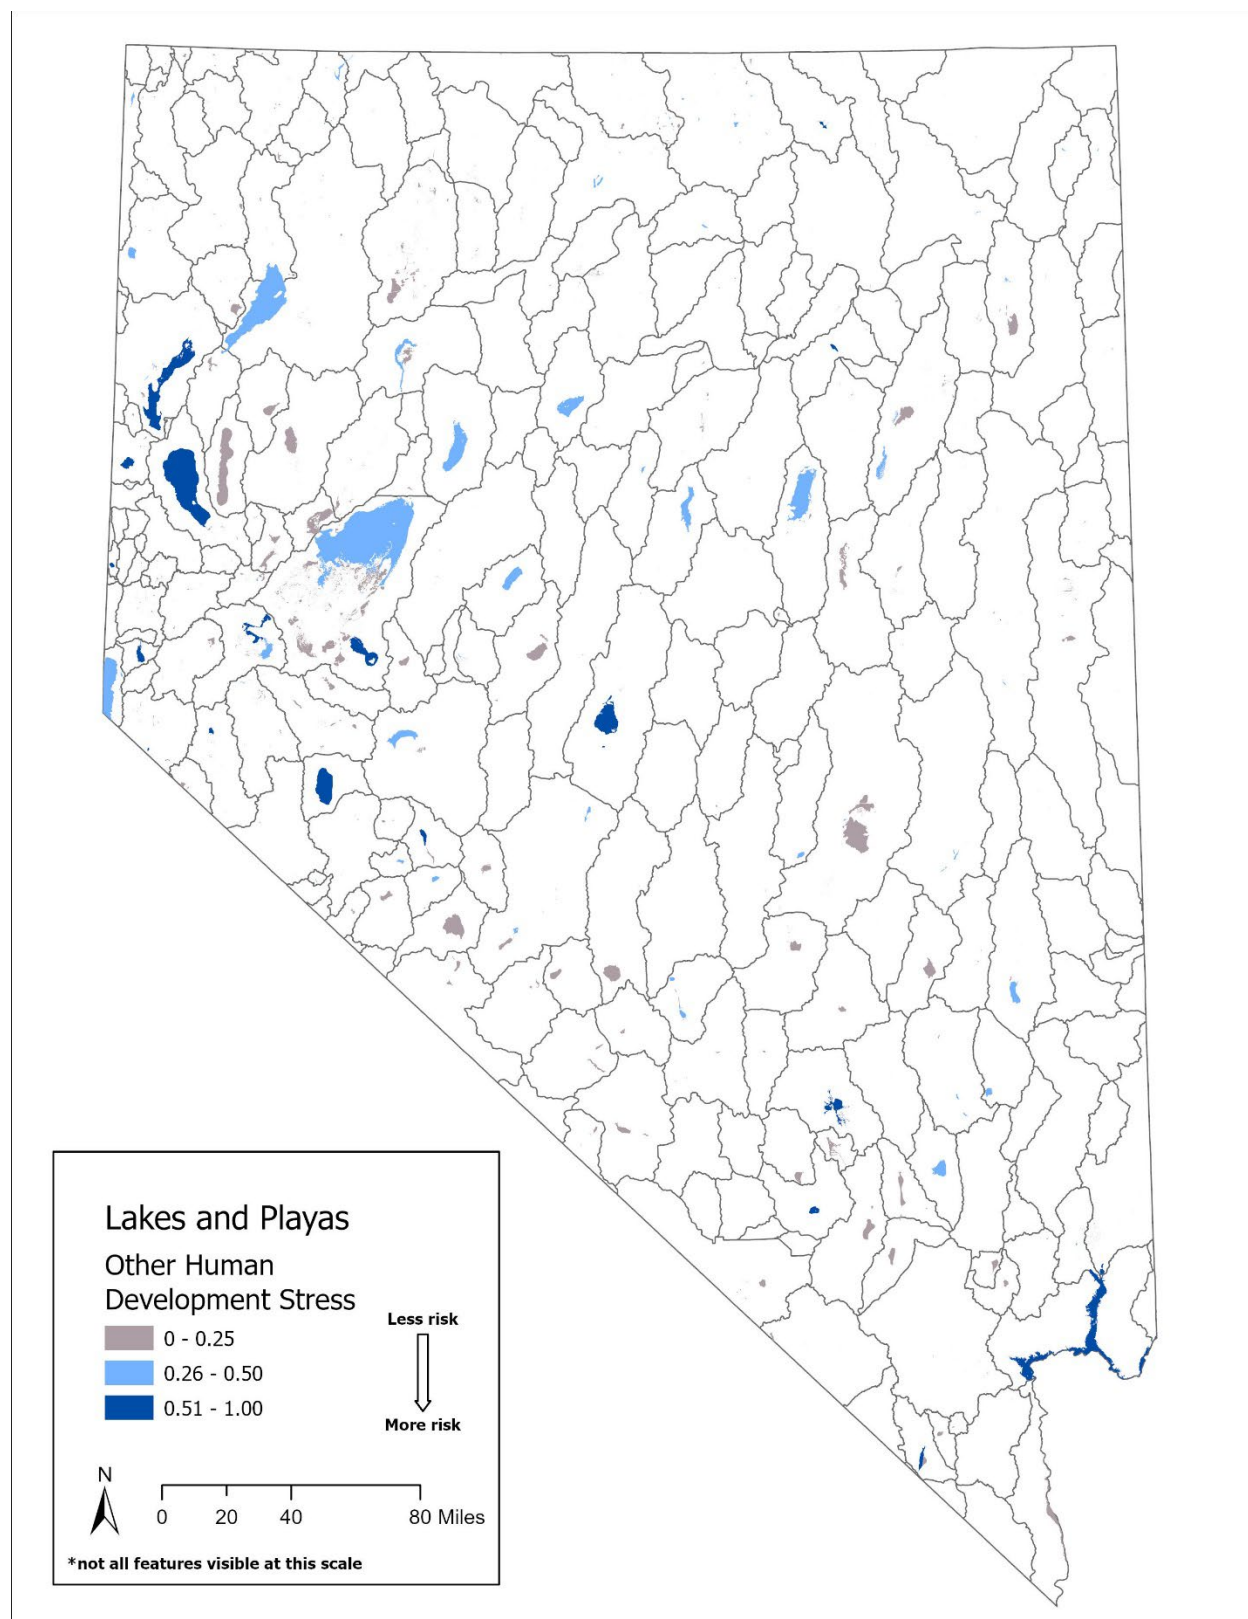 Lakes and Playas
Other Human
Development Stress
Less risk
0 - 0.25
0.26 - 0.50
0.51 - 1.00
More risk
N
0 20 40 80 Miles
*not all features visible at this scale